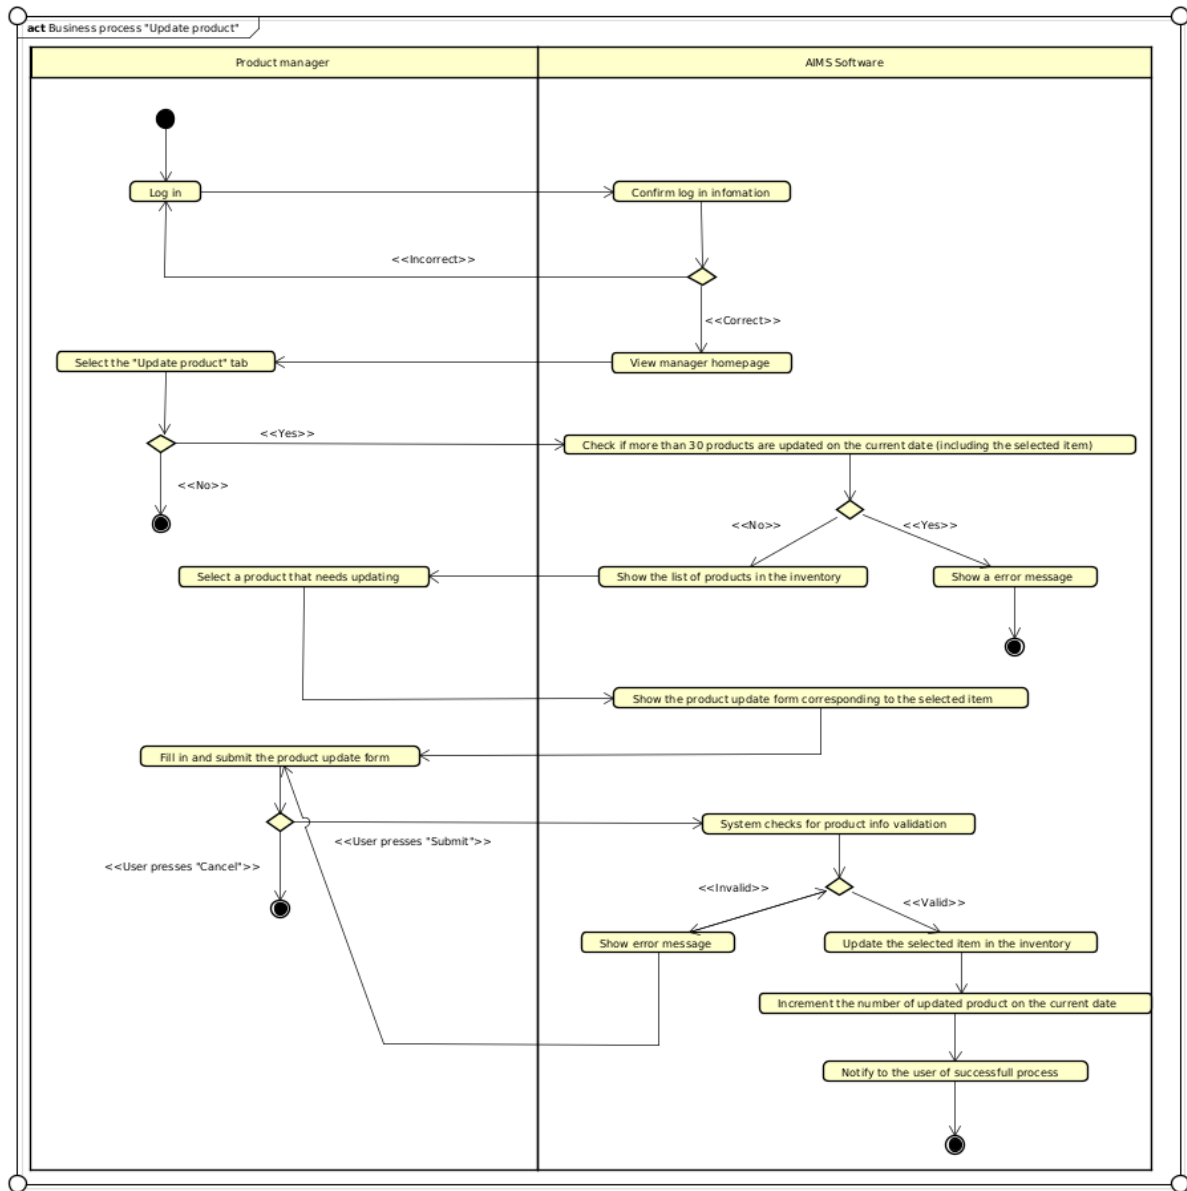 act Business process "Update product"
Product manager
AIMS Software
Log in
Confirm log in infomation
<<Incorrect>>
<<Correct>>
Select the "Update product" tab
View manager homepage
<<Yes>>
Check if more than 30 products are updated on the current date (including the selected item)
<<No>>
<<No>>
<<Yes>>
Select a product that needs updating
Show the list of products in the inventory
Show a error message
Show the product update form corresponding to the selected item
Fill in and submit the product update form
System checks for product info validation
<<User presses "Submit">>
<<User presses "Cancel">>
<<Invalid>>
<<Valid>>
Show error message
Update the selected item in the inventory
Increment the number of updated product on the current date
Notify to the user of successfull process